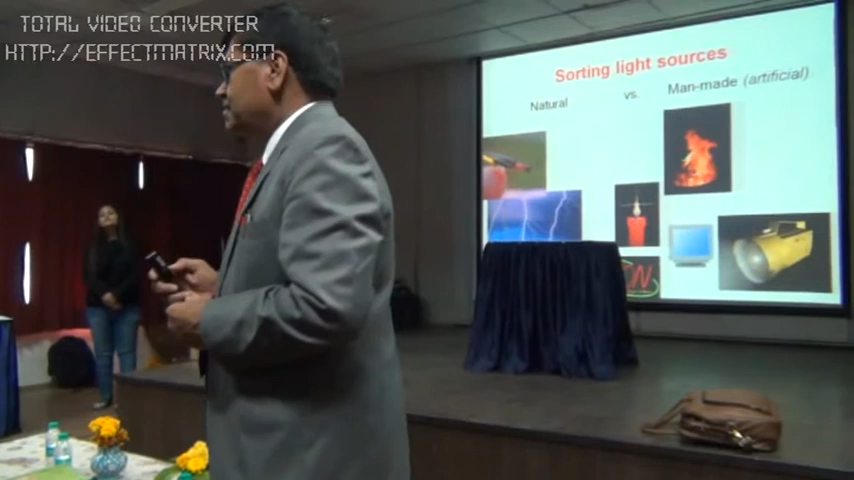 TOTAL VIDEO CONVERTER
HTTP://EFFECTMATRIX.COM
Sorting light sources
Natural vs. Man-made (artificial)